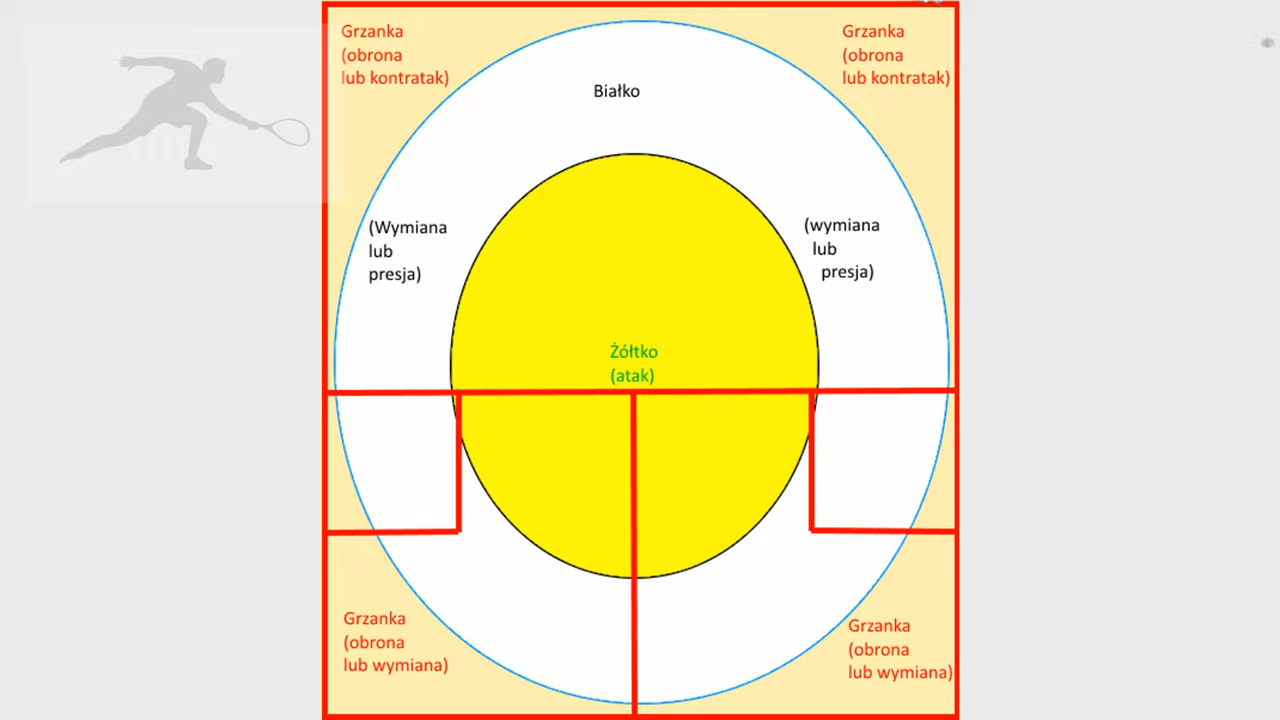 Grzanka
(obrona
lub kontratak)
Grzanka
(obrona
lub kontratak)
Białko
(Wymiana
lub
presja)
(wymiana
lub
presja)
Żółtko
(atak)
Grzanka
(obrona
lub wymiana)
Grzanka
(obrona
lub wymiana)